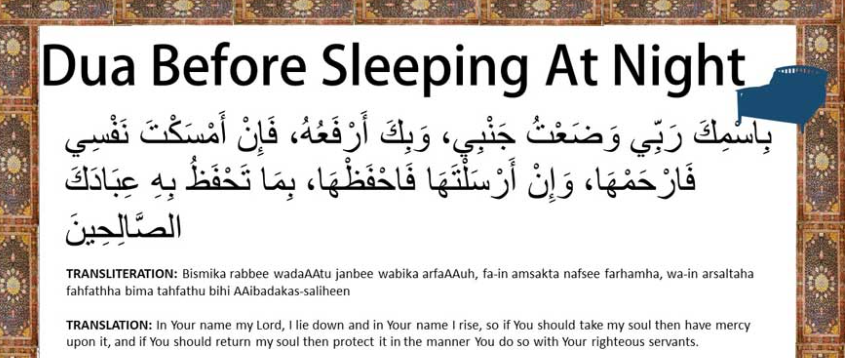 Dua Before Sleeping At Night
بِاسْمِكَ رَبِّي وَضَعْتُ جَنْبِي، وَبِكَ أَرْفَعُهُ، فَإِنْ أَمْسَكْتَ نَفْسِي
فَارْحَمْهَا، وَإِنْ أَرْسَلْتَهَا فَاحْفَظْهَا، بِمَا تَحْفَظُ بِهِ عِبَادَكَ
الصَّالِحِينَ
TRANSLITERATION: Bismika rabbee wadaAAtu janbee wabika arfaAAuh, fa-in amsakta nafsee farhamha, wa-in arsaltaha
fahfathha bima tahfathu bihi AAibadakas-saliheen
TRANSLATION: In Your name my Lord, I lie down and in Your name I rise, so if You should take my soul then have mercy
upon it, and if You should return my soul then protect it in the manner You do so with Your righteous servants.